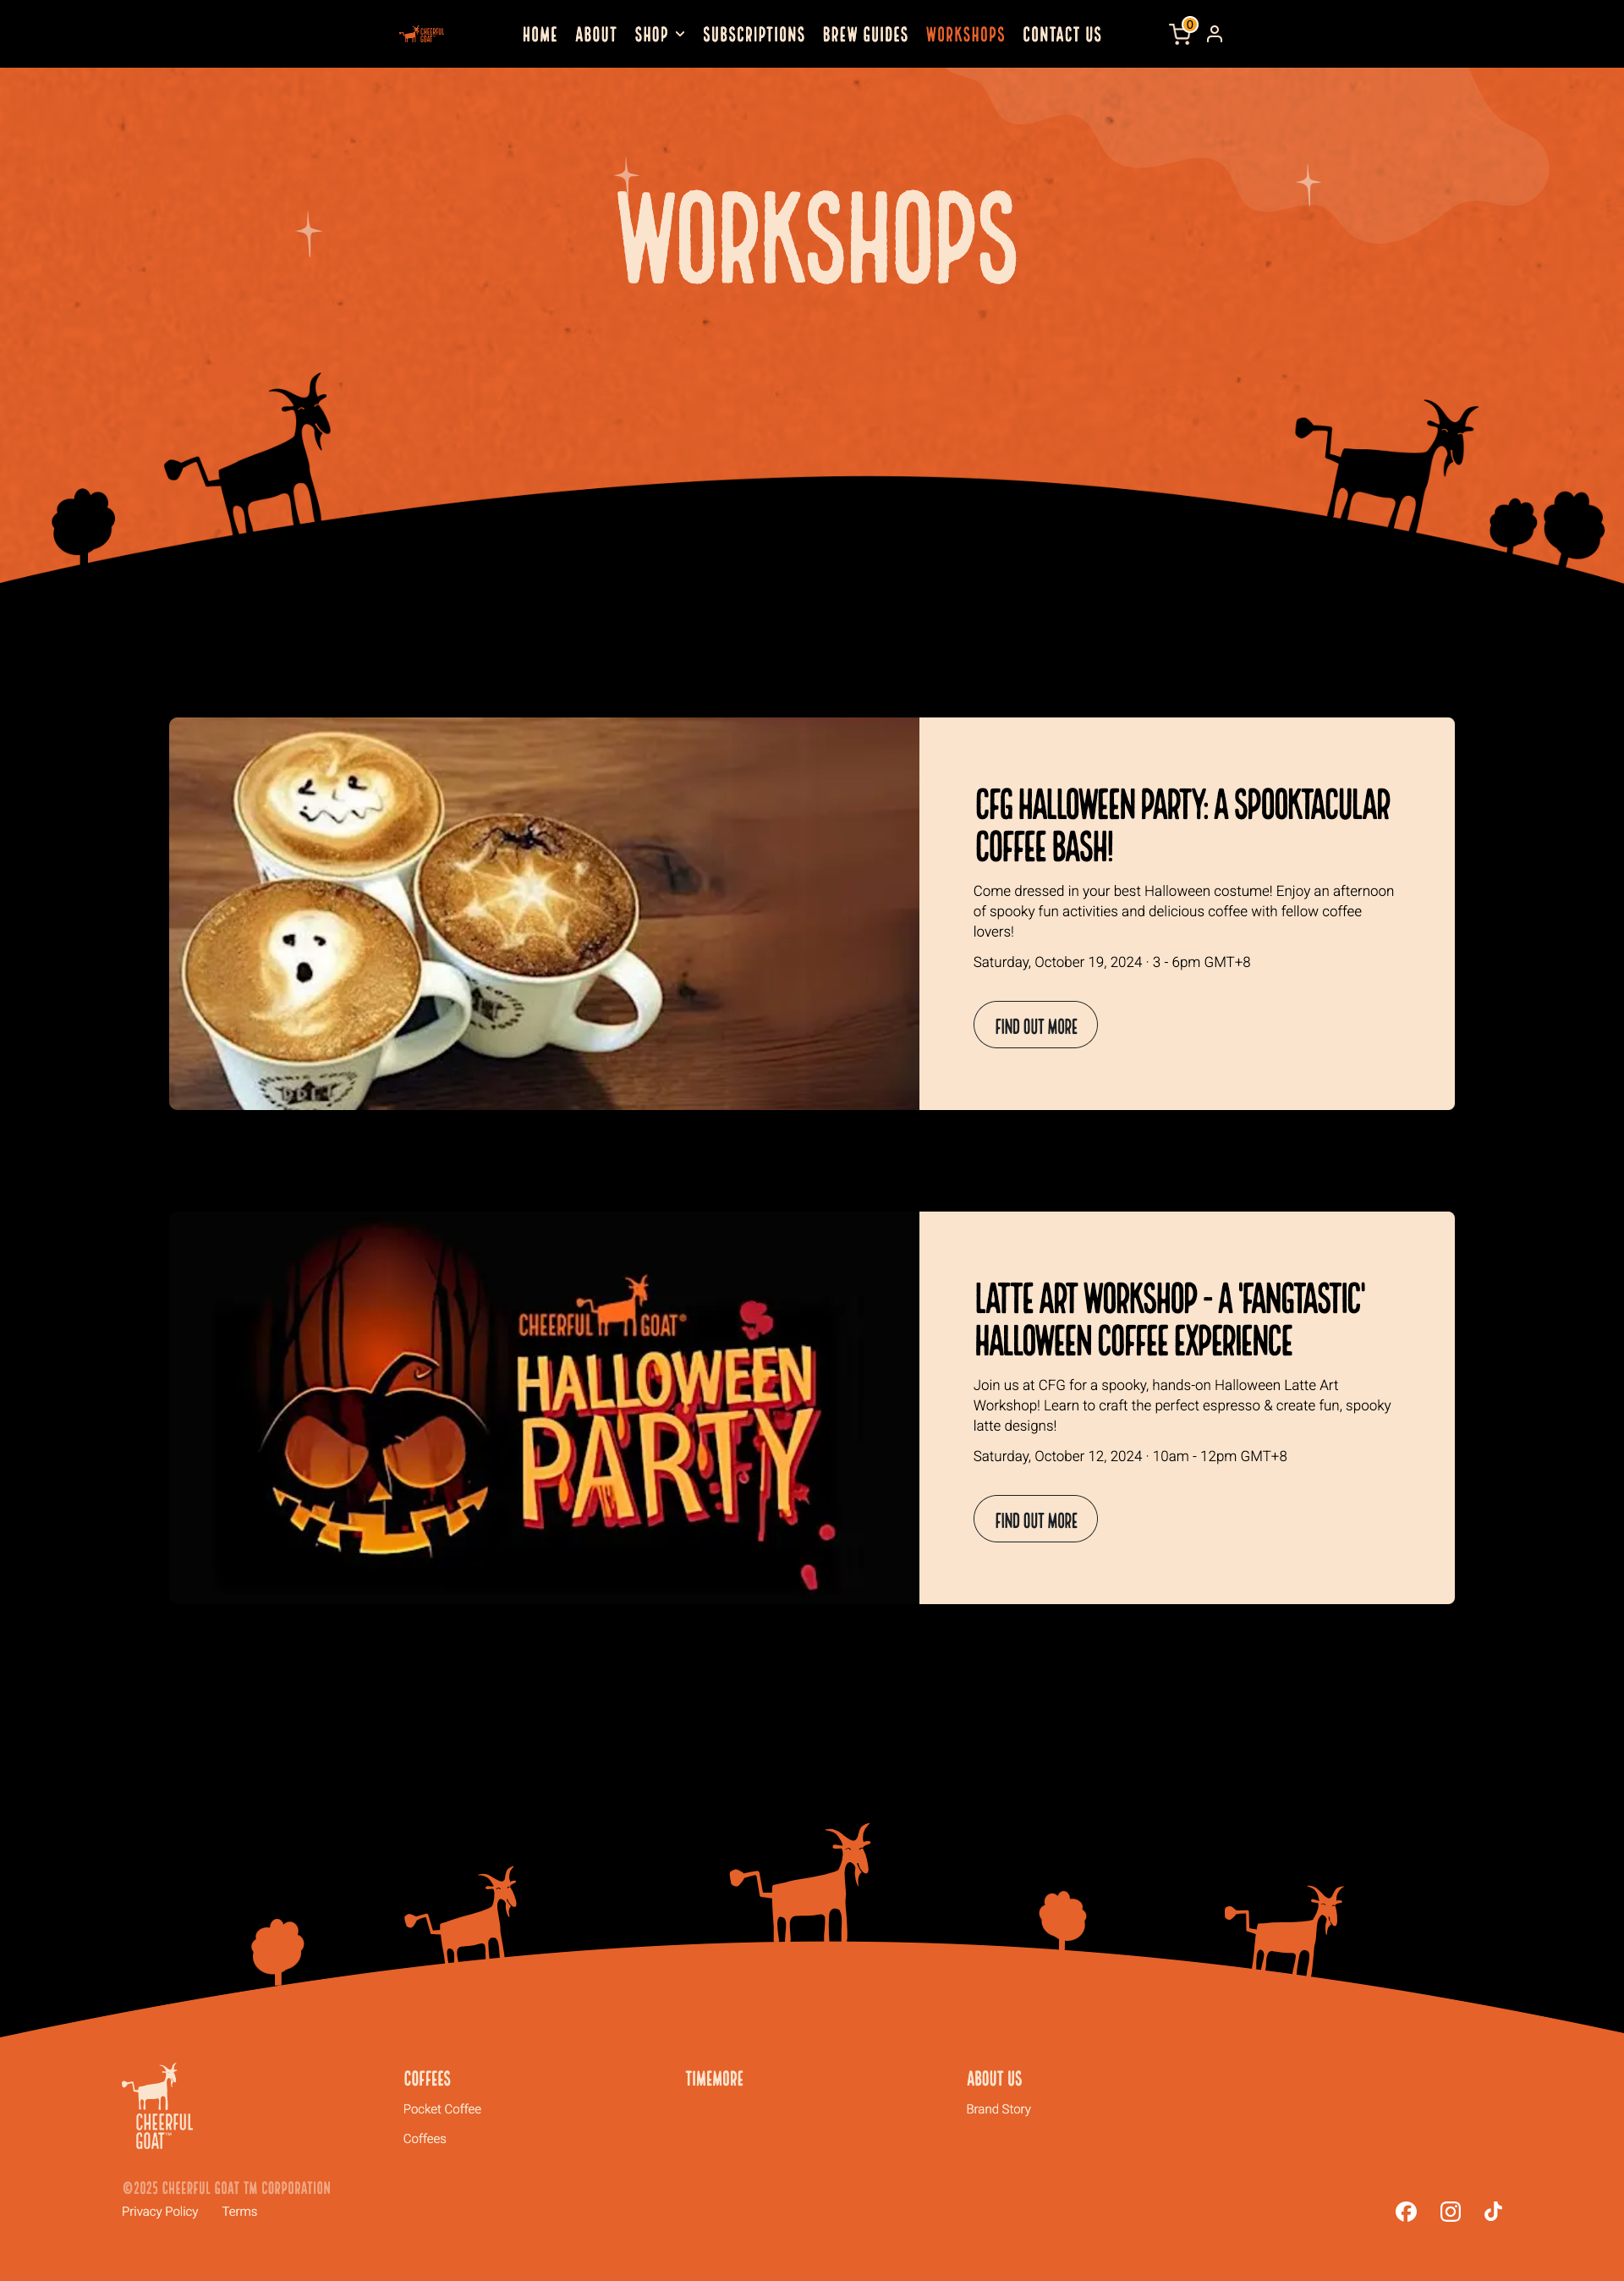 CHEERFUL
GOAT
HOME
ABOUT
SHOP
SUBSCRIPTIONS
BREW GUIDES
WORKSHOPS
CONTACT US
0
WORKSHOPS
CFG HALLOWEEN PARTY: A SPOOKTACULAR
COFFEE BASH!
Come dressed in your best Halloween costume! Enjoy an afternoon
of spooky fun activities and delicious coffee with fellow coffee
lovers!
Saturday, October 19, 2024 · 3 - 6pm GMT+8
FIND OUT MORE
CHEERFUL GOAT®
HALLOWEEN
PARTY
LATTE ART WORKSHOP - A 'FANGTASTIC'
HALLOWEEN COFFEE EXPERIENCE
Join us at CFG for a spooky, hands-on Halloween Latte Art
Workshop! Learn to craft the perfect espresso & create fun, spooky
latte designs!
Saturday, October 12, 2024 · 10am - 12pm GMT+8
FIND OUT MORE
CHEERFUL
GOAT™
COFFEES
Pocket Coffee
Coffees
TIMEMORE
ABOUT US
Brand Story
©2025 CHEERFUL GOAT TM CORPORATION
Privacy Policy
Terms